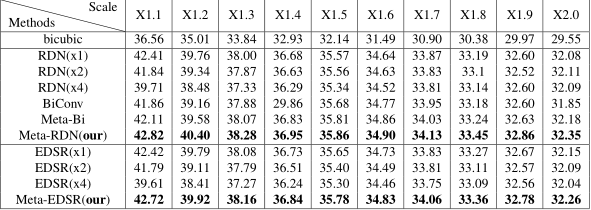 Scale
Methods X1.1 X1.2 X1.3 X1.4 X1.5 X1.6 X1.7 X1.8 X1.9 X2.0
bicubic 36.56 35.01 33.84 32.93 32.14 31.49 30.90 30.38 29.97 29.55
RDN(x1) 42.41 39.76 38.00 36.68 35.57 34.64 33.87 33.19 32.60 32.08
RDN(x2) 41.84 39.34 37.87 36.63 35.56 34.63 33.83 33.1 32.52 32.11
RDN(x4) 39.71 38.48 37.33 36.29 35.34 34.52 33.81 33.14 32.60 32.09
BiConv 41.86 39.16 37.88 29.86 35.68 34.77 33.95 33.18 32.60 31.85
Meta-Bi 42.11 39.58 38.07 36.83 35.81 34.86 34.03 33.24 32.63 32.18
Meta-RDN(our) 42.82 40.40 38.28 36.95 35.86 34.90 34.13 33.45 32.86 32.35
EDSR(x1) 42.42 39.79 38.08 36.73 35.65 34.73 33.83 33.27 32.67 32.15
EDSR(x2) 41.79 39.11 37.79 36.51 35.40 34.49 33.81 33.11 32.57 32.09
EDSR(x4) 39.61 38.41 37.27 36.24 35.30 34.46 33.75 33.09 32.56 32.04
Meta-EDSR(our) 42.72 39.92 38.16 36.84 35.78 34.83 34.06 33.36 32.78 32.26